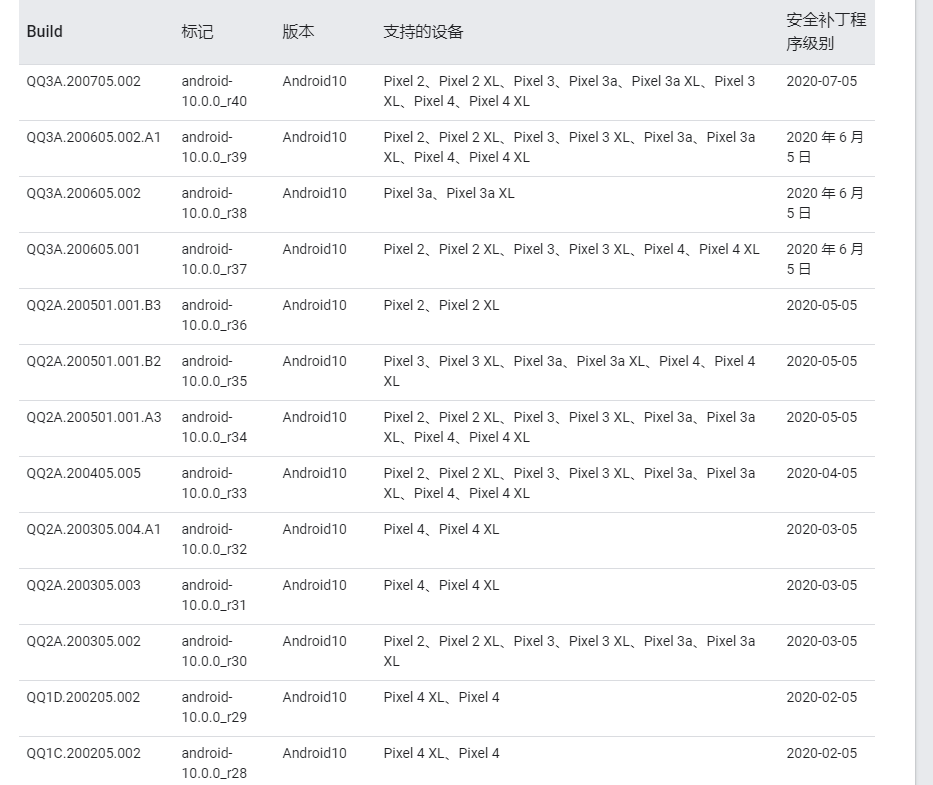 Build 标记 版本 支持的设备 安全补丁程
序级别
QQ3A.200705.002 android- Android10 Pixel 2、Pixel 2 XL、Pixel 3、Pixel 3a、Pixel 3a XL、Pixel 3 2020-07-05
10.0.0_r40 XL、Pixel 4、Pixel 4 XL
QQ3A.200605.002.A1 android- Android10 Pixel 2、Pixel 2 XL、Pixel 3、Pixel 3 XL、Pixel 3a、Pixel 3a 2020 年 6 月
10.0.0_r39 XL、Pixel 4、Pixel 4 XL 5 日
QQ3A.200605.002 android- Android10 Pixel 3a、Pixel 3a XL 2020 年 6 月
10.0.0_r38 5 日
QQ3A.200605.001 android- Android10 Pixel 2、Pixel 2 XL、Pixel 3、Pixel 3 XL、Pixel 4、Pixel 4 XL 2020 年 6 月
10.0.0_r37 5 日
QQ2A.200501.001.B3 android- Android10 Pixel 2、Pixel 2 XL 2020-05-05
10.0.0_r36
QQ2A.200501.001.B2 android- Android10 Pixel 3、Pixel 3 XL、Pixel 3a、Pixel 3a XL、Pixel 4、Pixel 4 2020-05-05
10.0.0_r35 XL
QQ2A.200501.001.A3 android- Android10 Pixel 2、Pixel 2 XL、Pixel 3、Pixel 3 XL、Pixel 3a、Pixel 3a 2020-05-05
10.0.0_r34 XL、Pixel 4、Pixel 4 XL
QQ2A.200405.005 android- Android10 Pixel 2、Pixel 2 XL、Pixel 3、Pixel 3 XL、Pixel 3a、Pixel 3a 2020-04-05
10.0.0_r33 XL、Pixel 4、Pixel 4 XL
QQ2A.200305.004.A1 android- Android10 Pixel 4、Pixel 4 XL 2020-03-05
10.0.0_r32
QQ2A.200305.003 android- Android10 Pixel 4、Pixel 4 XL 2020-03-05
10.0.0_r31
QQ2A.200305.002 android- Android10 Pixel 2、Pixel 2 XL、Pixel 3、Pixel 3 XL、Pixel 3a、Pixel 3a 2020-03-05
10.0.0_r30 XL
QQ1D.200205.002 android- Android10 Pixel 4 XL、Pixel 4 2020-02-05
10.0.0_r29
QQ1C.200205.002 android- Android10 Pixel 4 XL、Pixel 4 2020-02-05
10.0.0_r28